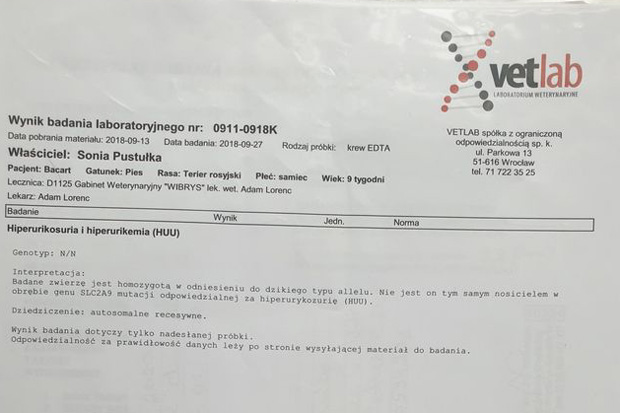 vetlab
LABORATORIUM WETERYNARYJNE
VETLAB spółka z ograniczoną
odpowiedzialnością sp. k.
ul. Parkowa 13
51-616 Wrocław
tel. 71 722 35 25
Wynik badania laboratoryjnego nr: 0911-0918K
Data pobrania materiału: 2018-09-13 Data badania: 2018-09-27 Rodzaj próbki: krew EDTA
Właściciel: Sonia Pustułka
Pacjent: Bacart Gatunek: Pies Rasa: Terier rosyjski Płeć: samiec Wiek: 9 tygodni
Lecznica: D1125 Gabinet Weterynaryjny "WIBRYS" lek. wet. Adam Lorenc
Lekarz: Adam Lorenc
Badanie Wynik Jedn. Norma
Hiperurikosuria i hiperurikemia (HUU)
Genotyp: N/N
Interpretacja:
Badane zwierzę jest homozygotą w odniesieniu do dzikiego typu allelu. Nie jest on tym samym nosicielem w
obrębie genu SLC2A9 mutacji odpowiedzialnej za hiperurykozurię (HUU).
Dziedziczenie: autosomalne recesywne.
Wynik badania dotyczy tylko nadesłanej próbki.
Odpowiedzialność za prawidłowość danych leży po stronie wysyłającej materiał do badania.